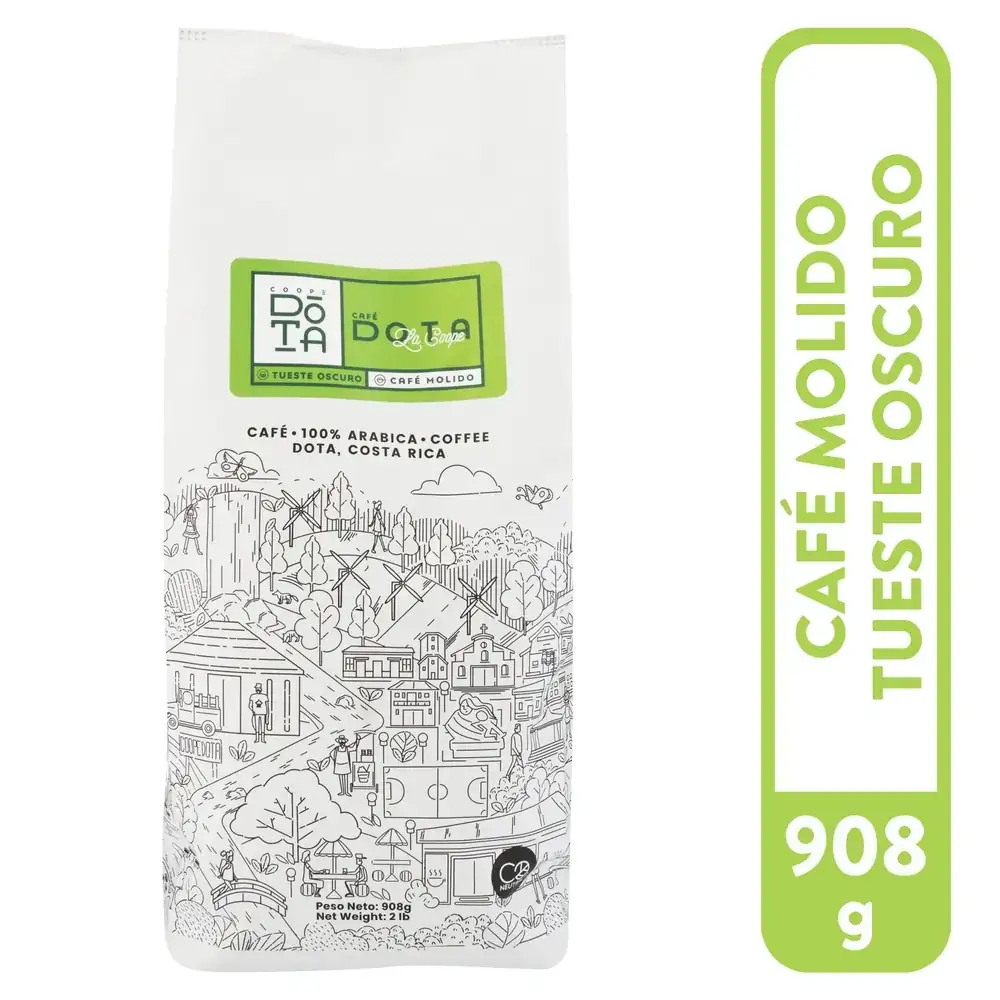 COOPE
DOTA
CAFÉ
DOTA
La Coope
TUESTE OSCURO
CAFÉ MOLIDO
CAFÉ • 100% ARABICA • COFFEE
DOTA, COSTA RICA
COOPEDOTA
Peso Neto: 908g
Net Weight: 2 lb
CAFÉ MOLIDO
TUESTE OSCURO
908
g